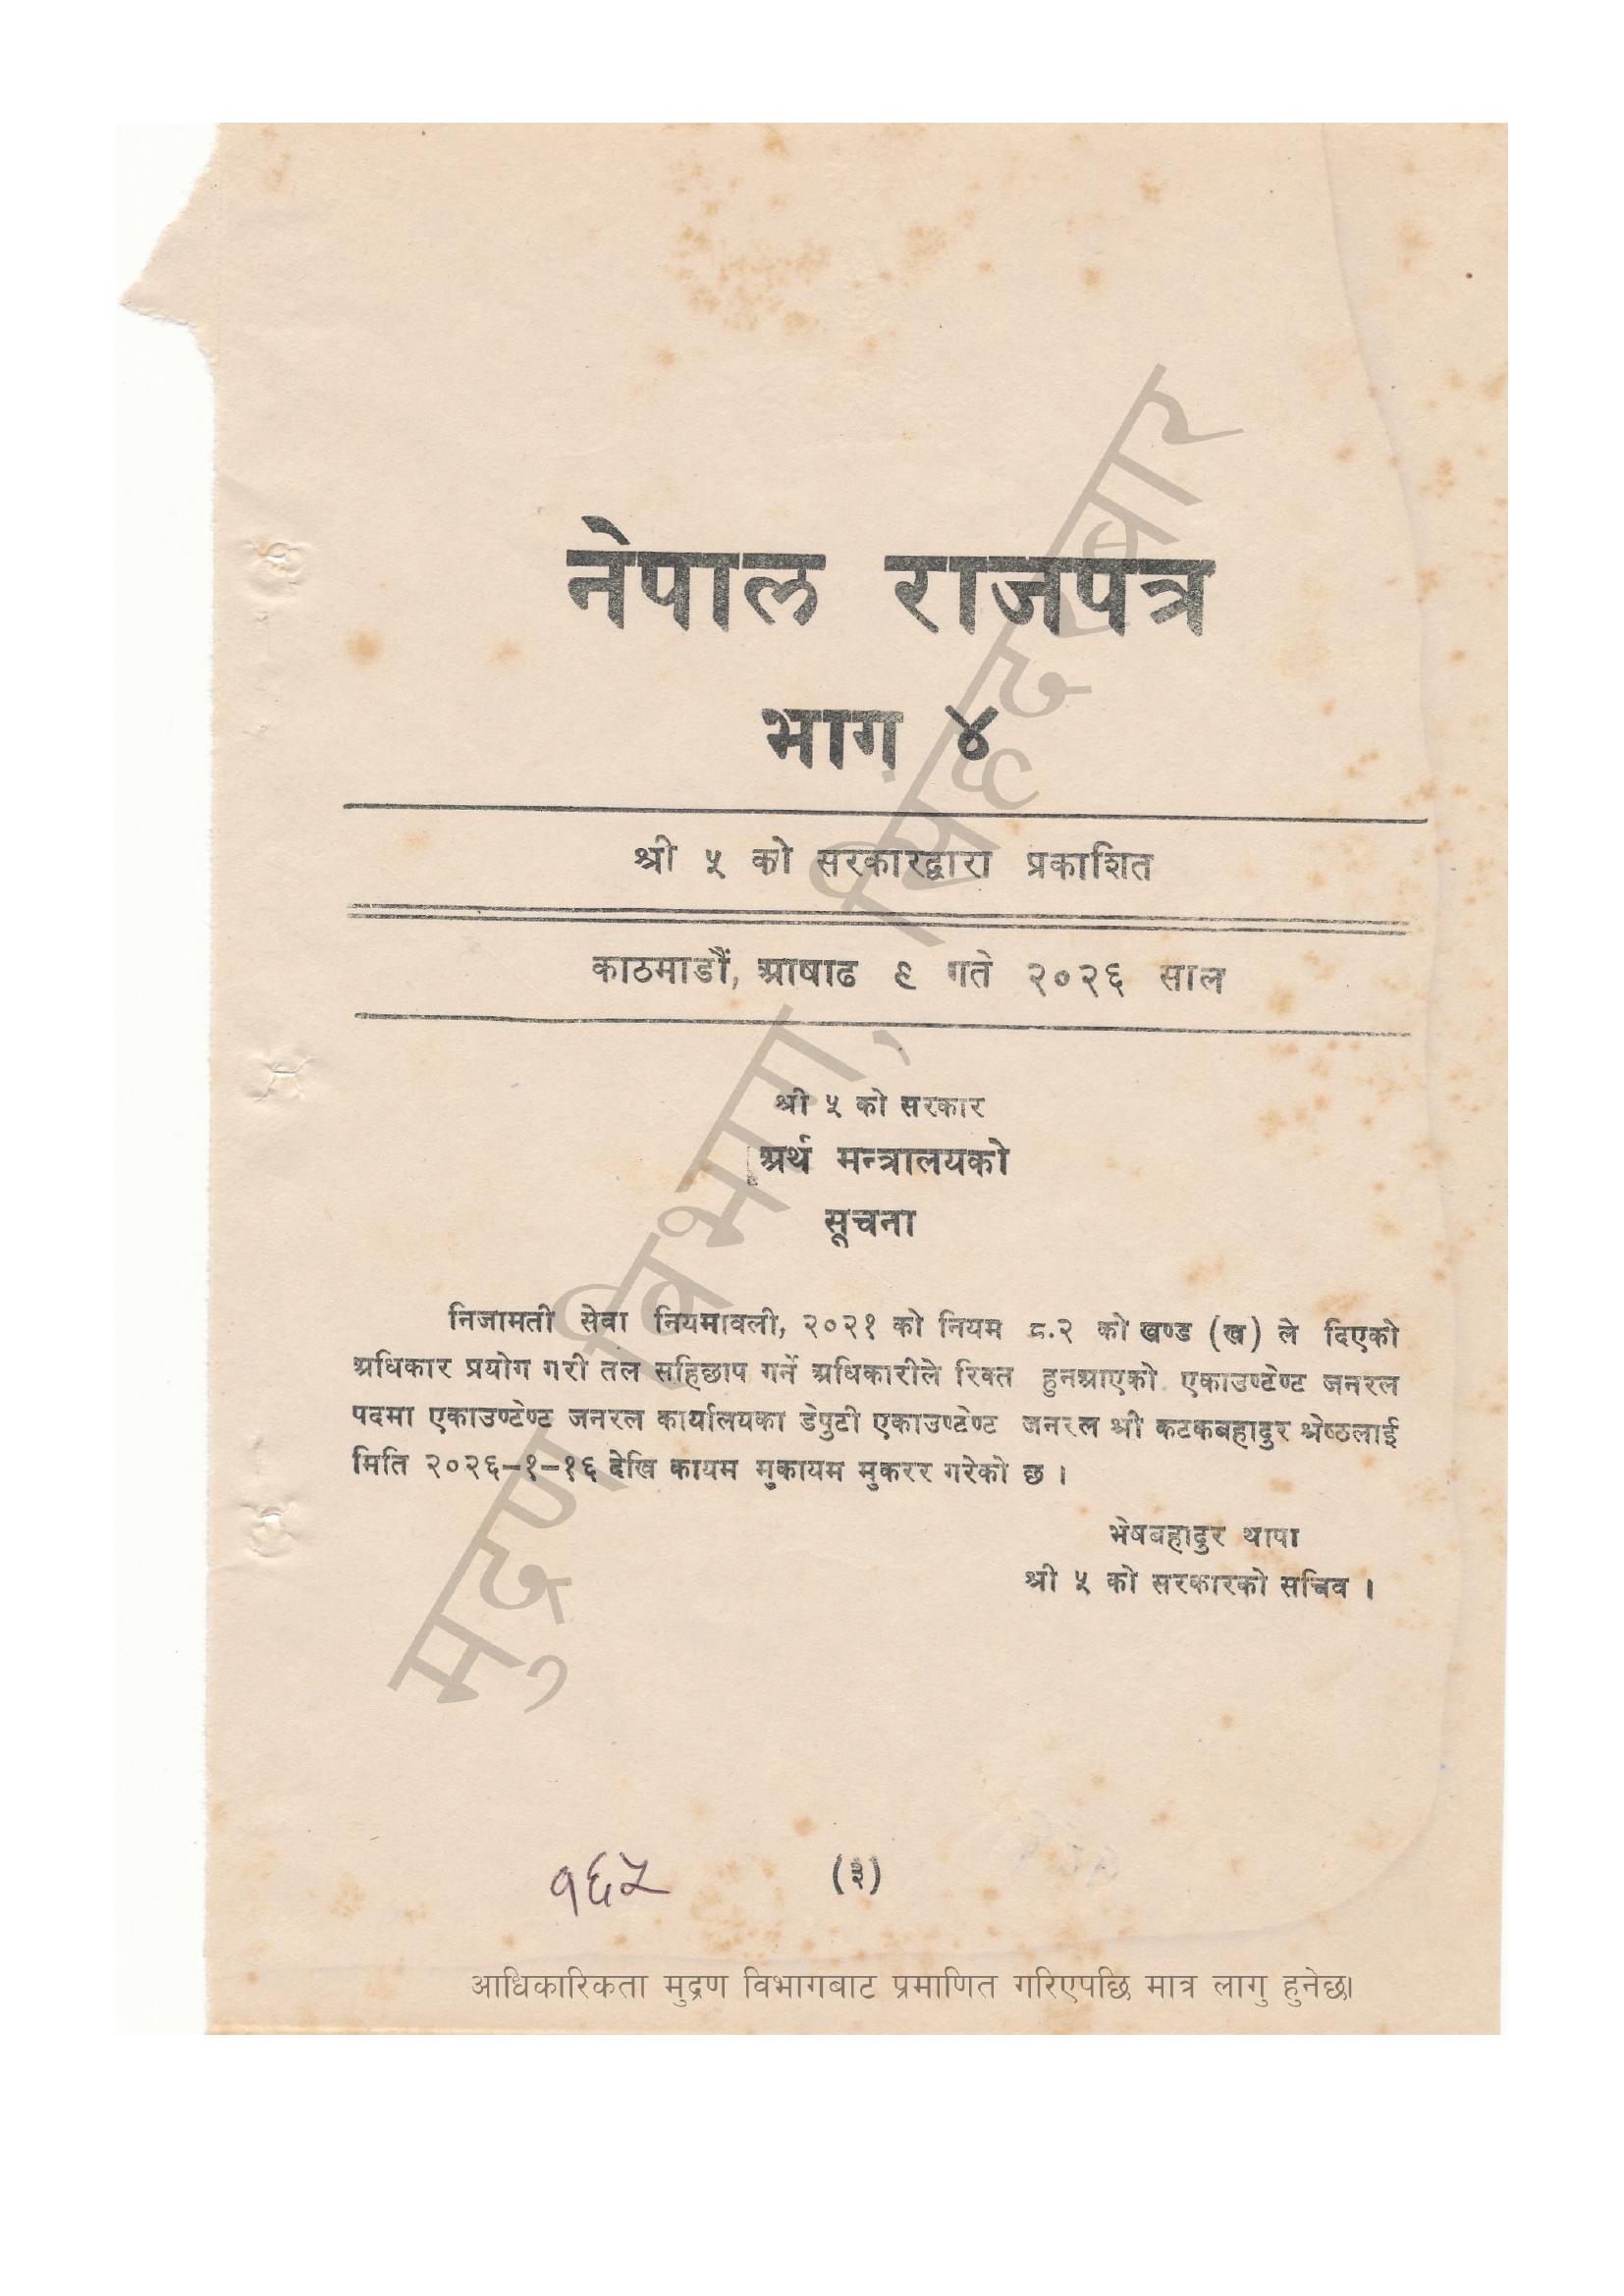 नेपाल राजपत्र
भाग ४
श्री ५ को सरकारद्वारा प्रकाशित
काठमाडौं, आषाढ ९ गते २०२६ साल
श्री ५ को सरकार
अर्थ मन्त्रालयको
सूचना
निजामती सेवा नियमावली, २०२१ को नियम ८.२ को खण्ड (ख) ले दिएको
अधिकार प्रयोग गरी तल सहिछाप गर्ने अधिकारीले रिक्त हुनआएको एकाउण्टेण्ट जनरल
पदमा एकाउण्टेण्ट जनरल कार्यालयका डेपुटी एकाउण्टेण्ट जनरल श्री कटकबहादुर श्रेष्ठलाई
मिति २०२६–१–१६ देखि कायम मुकायम मुकरर गरेको छ ।
भेषबहादुर थापा
श्री ५ को सरकारको सचिव ।
१६५
(३)
मुद्रण विभाग, सिंहदरबार
आधिकारिकता मुद्रण विभागबाट प्रमाणित गरिएपछि मात्र लागु हुनेछ।